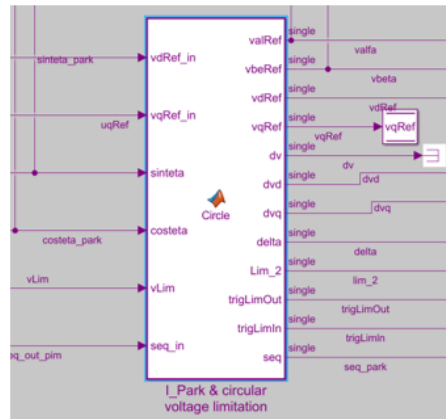 single
valRef
valfa
sinteta_park
vdRef_in
single
vbeRef
vbeta
single
vdRef
vdRef
single
vqRef_in
vqRef
vqRef
vqRef
uqRef
single
dv
dv
sinteta
single
dvd
dvd
Circle
single
dvq
dvq
costeta
single
delta
delta
costeta_park
single
Lim_2
lim_2
vLim
vLim
single
trigLimOut
trigLimOut
single
trigLimIn
trigLimIn
seq_in
single
seq
seq_park
eq_out_pim
I_Park & circular
voltage limitation